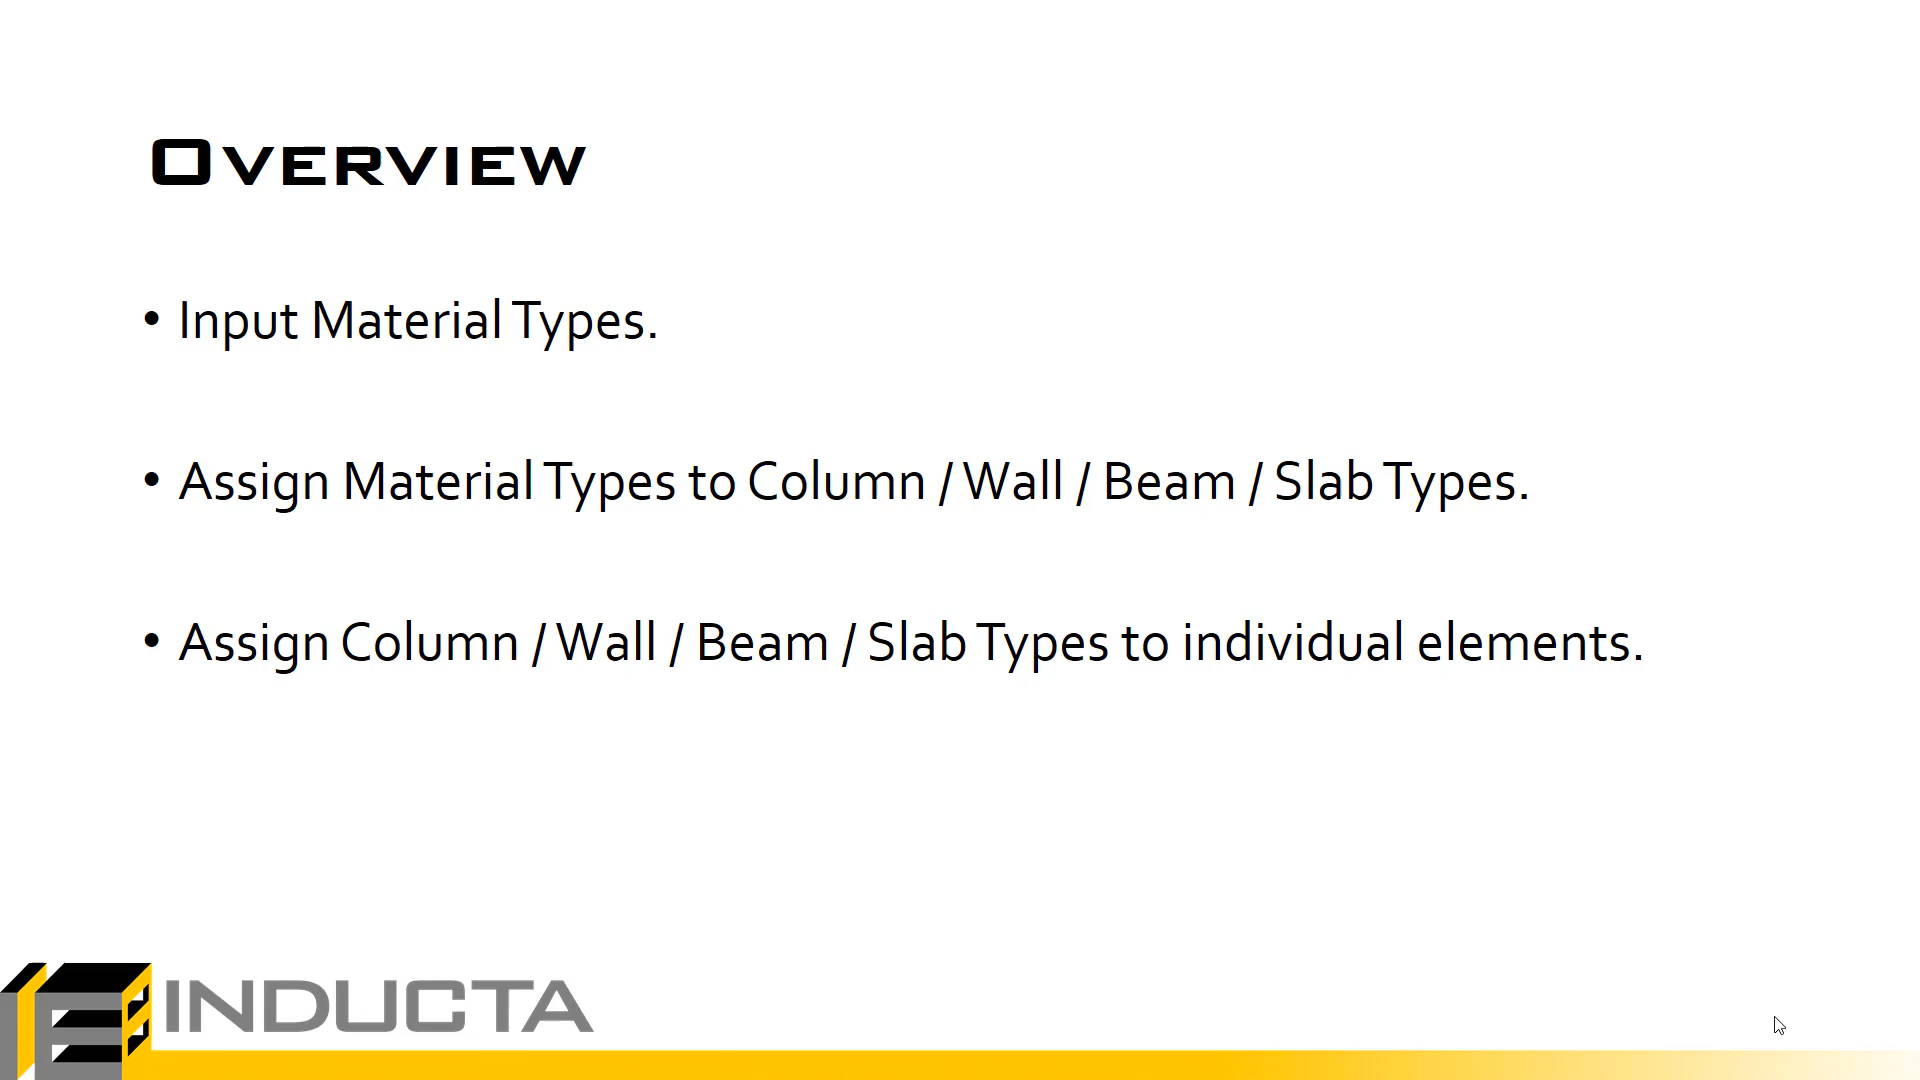 Overview
• Input Material Types.
• Assign Material Types to Column / Wall / Beam / Slab Types.
• Assign Column / Wall / Beam / Slab Types to individual elements.
INDUCTA